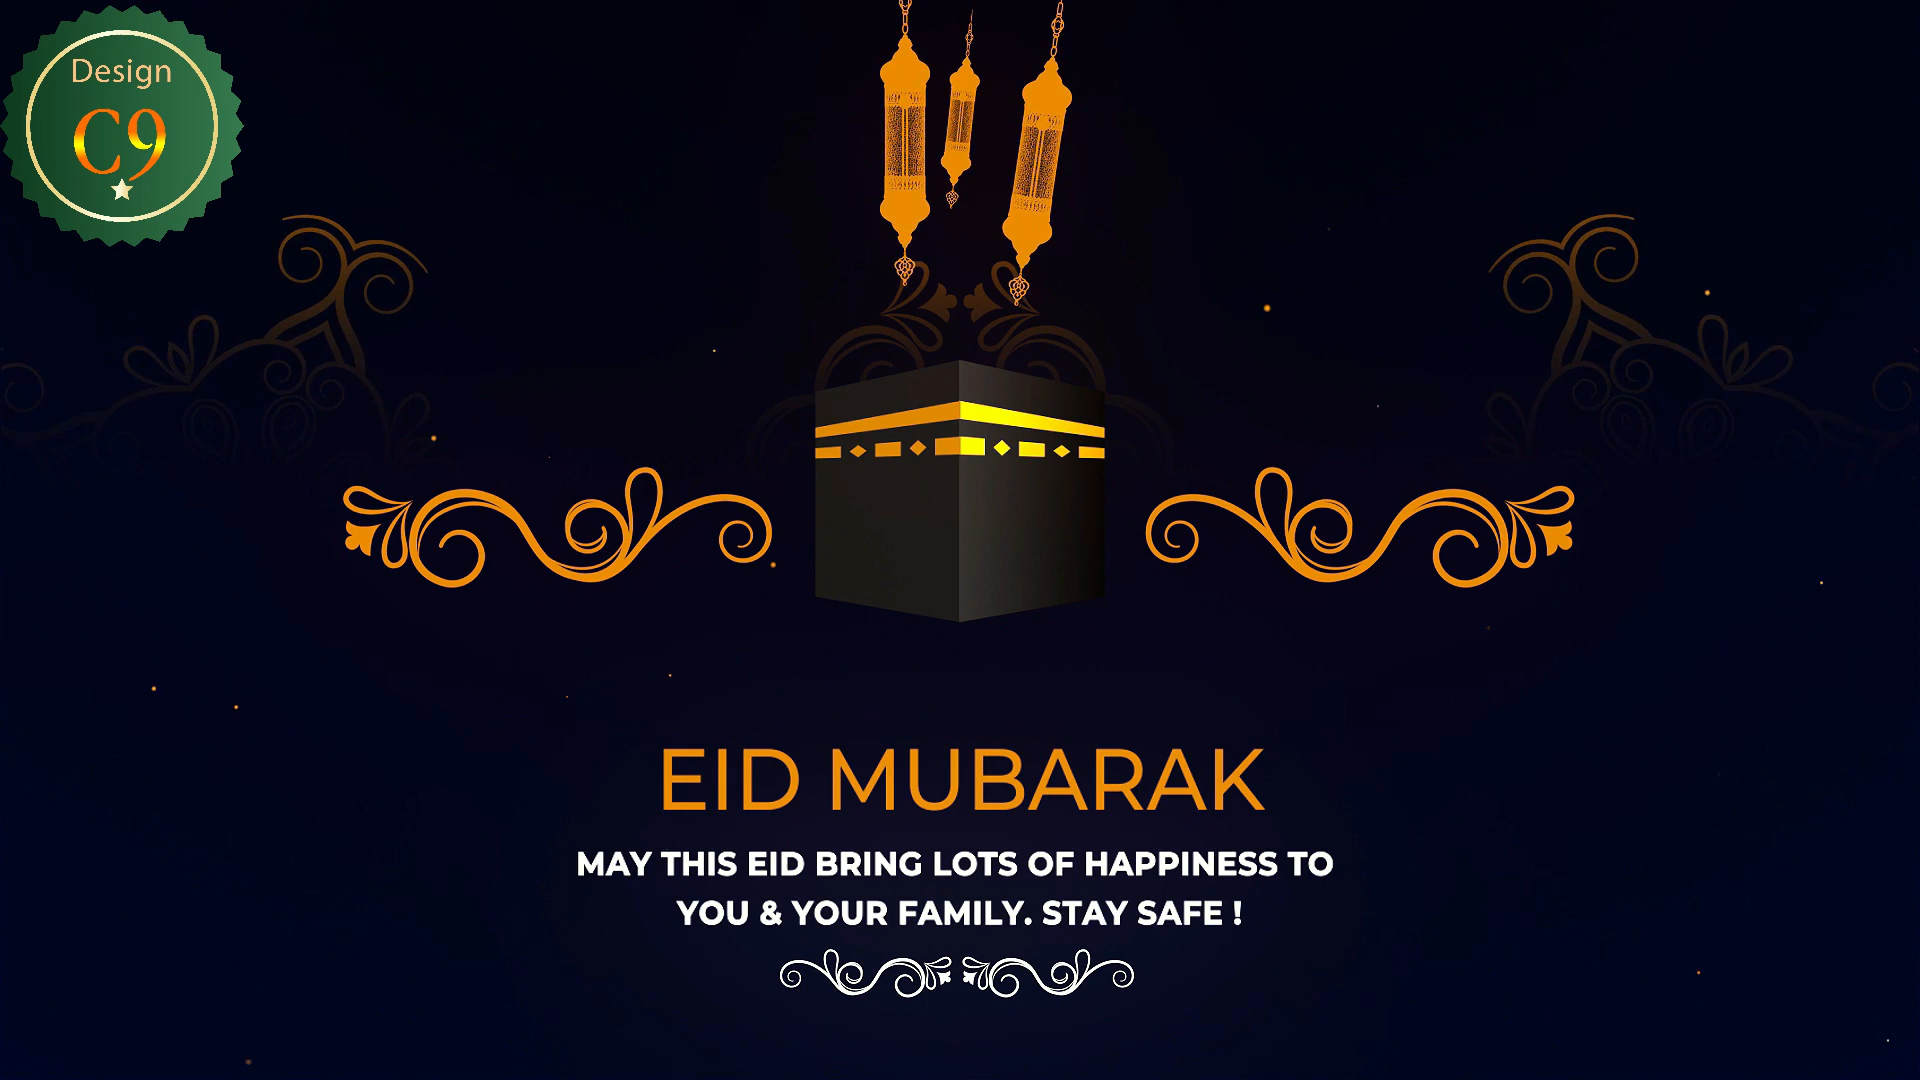 Design
C9
EID MUBARAK
MAY THIS EID BRING LOTS OF HAPPINESS TO
YOU & YOUR FAMILY. STAY SAFE !